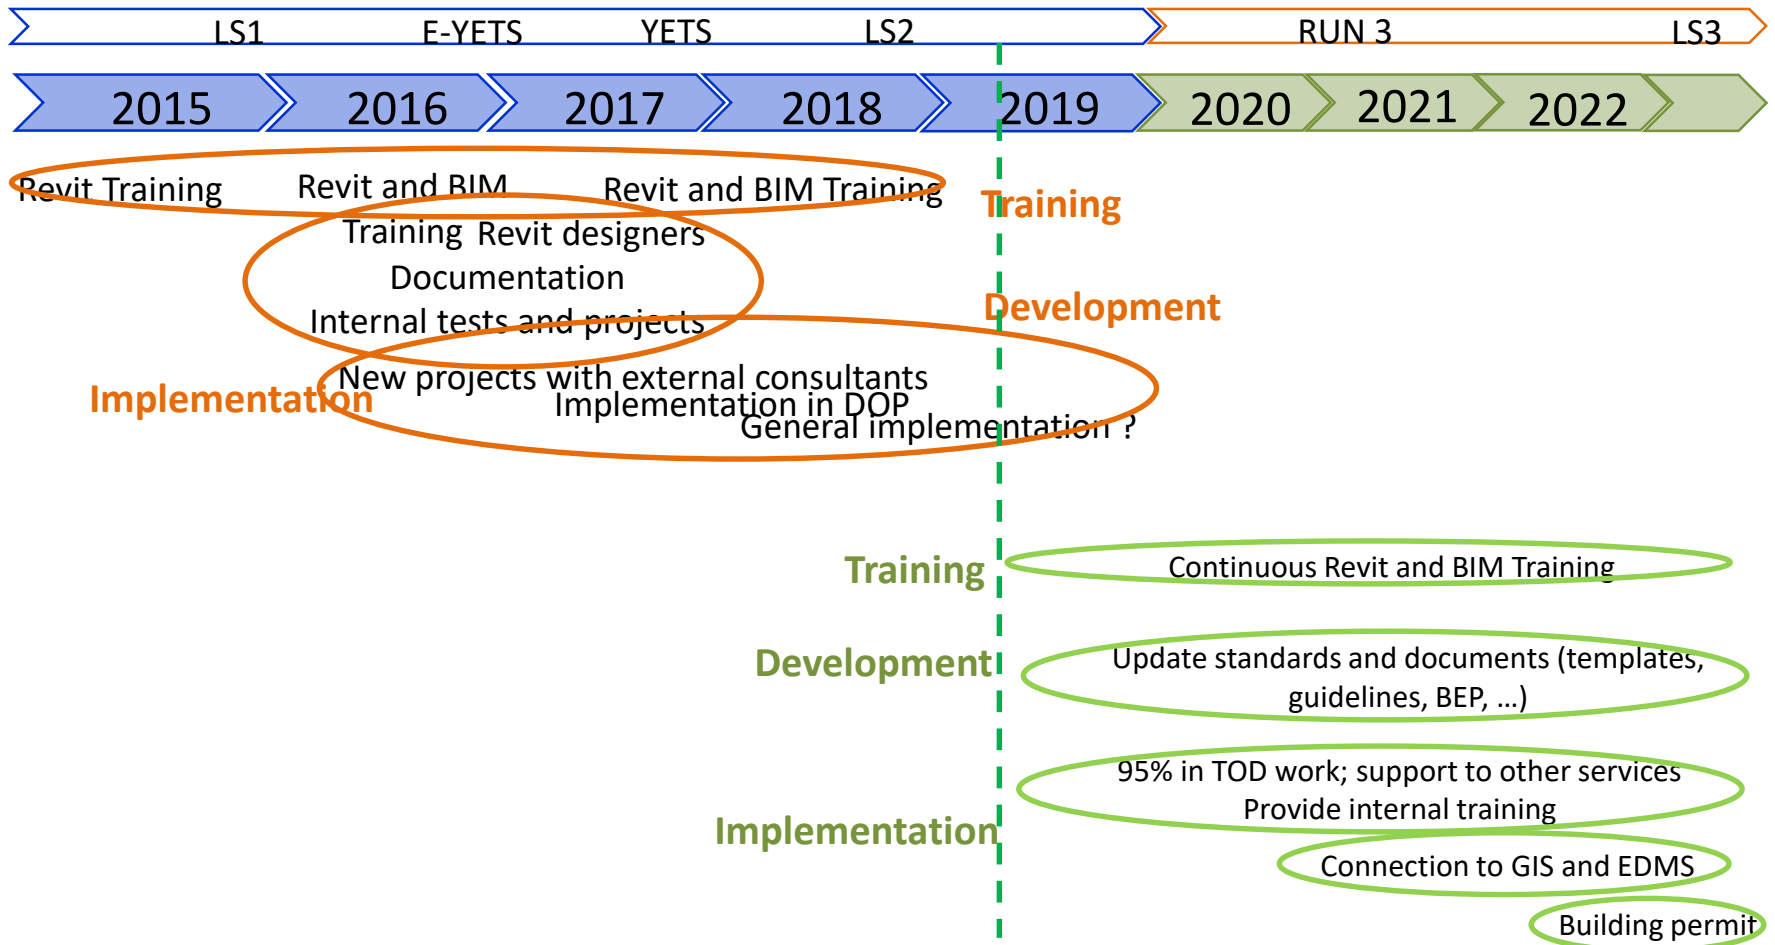 LS1 E-YETS YETS LS2 RUN 3 LS3
2015 2016 2017 2018 2019 2020 2021 2022
Revit Training Revit and BIM Revit and BIM Training
Training
Training Revit designers
Documentation
Development
Internal tests and projects
New projects with external consultants
Implementation
Implementation in DOP
General implementation ?
Training
Continuous Revit and BIM Training
Development
Update standards and documents (templates,
guidelines, BEP, ...)
95% in TOD work; support to other services
Provide internal training
Implementation
Connection to GIS and EDMS
Building permit